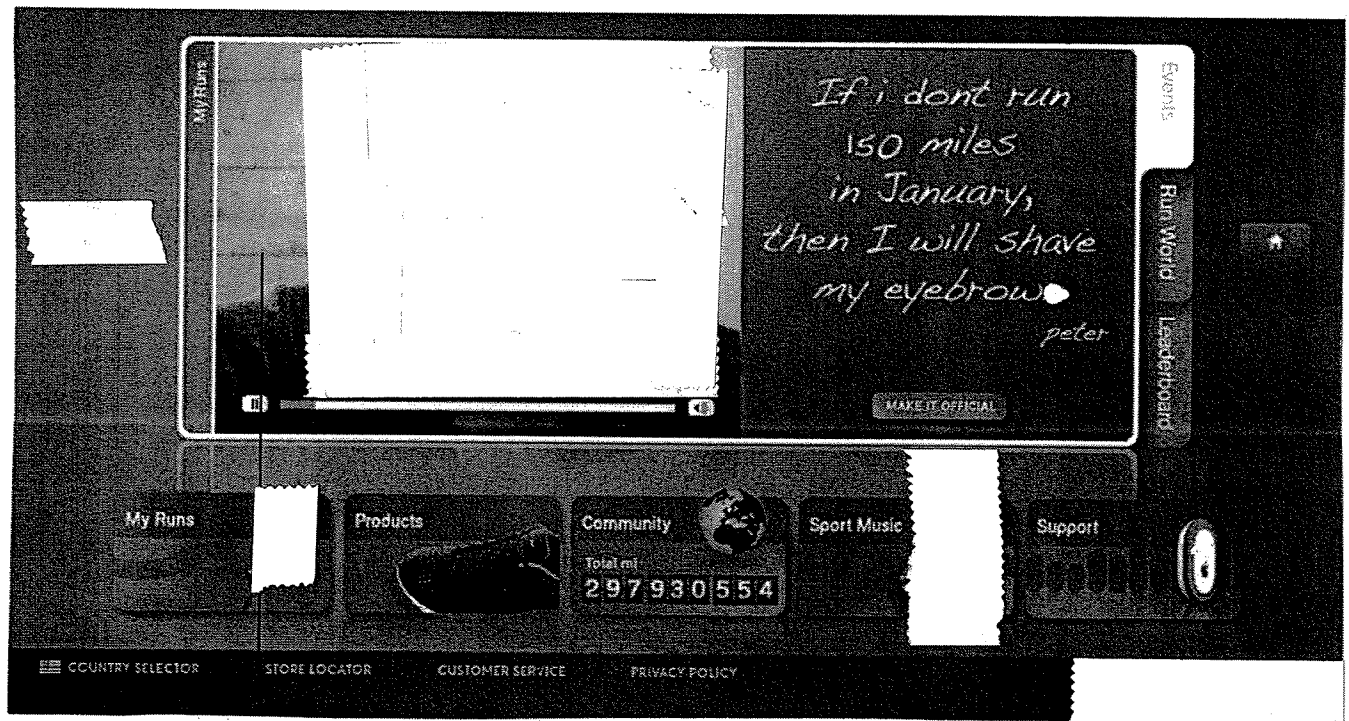 My Runs
If i dont run
150 miles
in January,
then I will shave
my eyebrow
peter
MAKE IT OFFICIAL
Events
Run World
Leaderboard
My Runs
Products
Community
Total mi
297930554
Sport Music
Support
COUNTRY SELECTOR
STORE LOCATOR
CUSTOMER SERVICE
PRIVACY POLICY